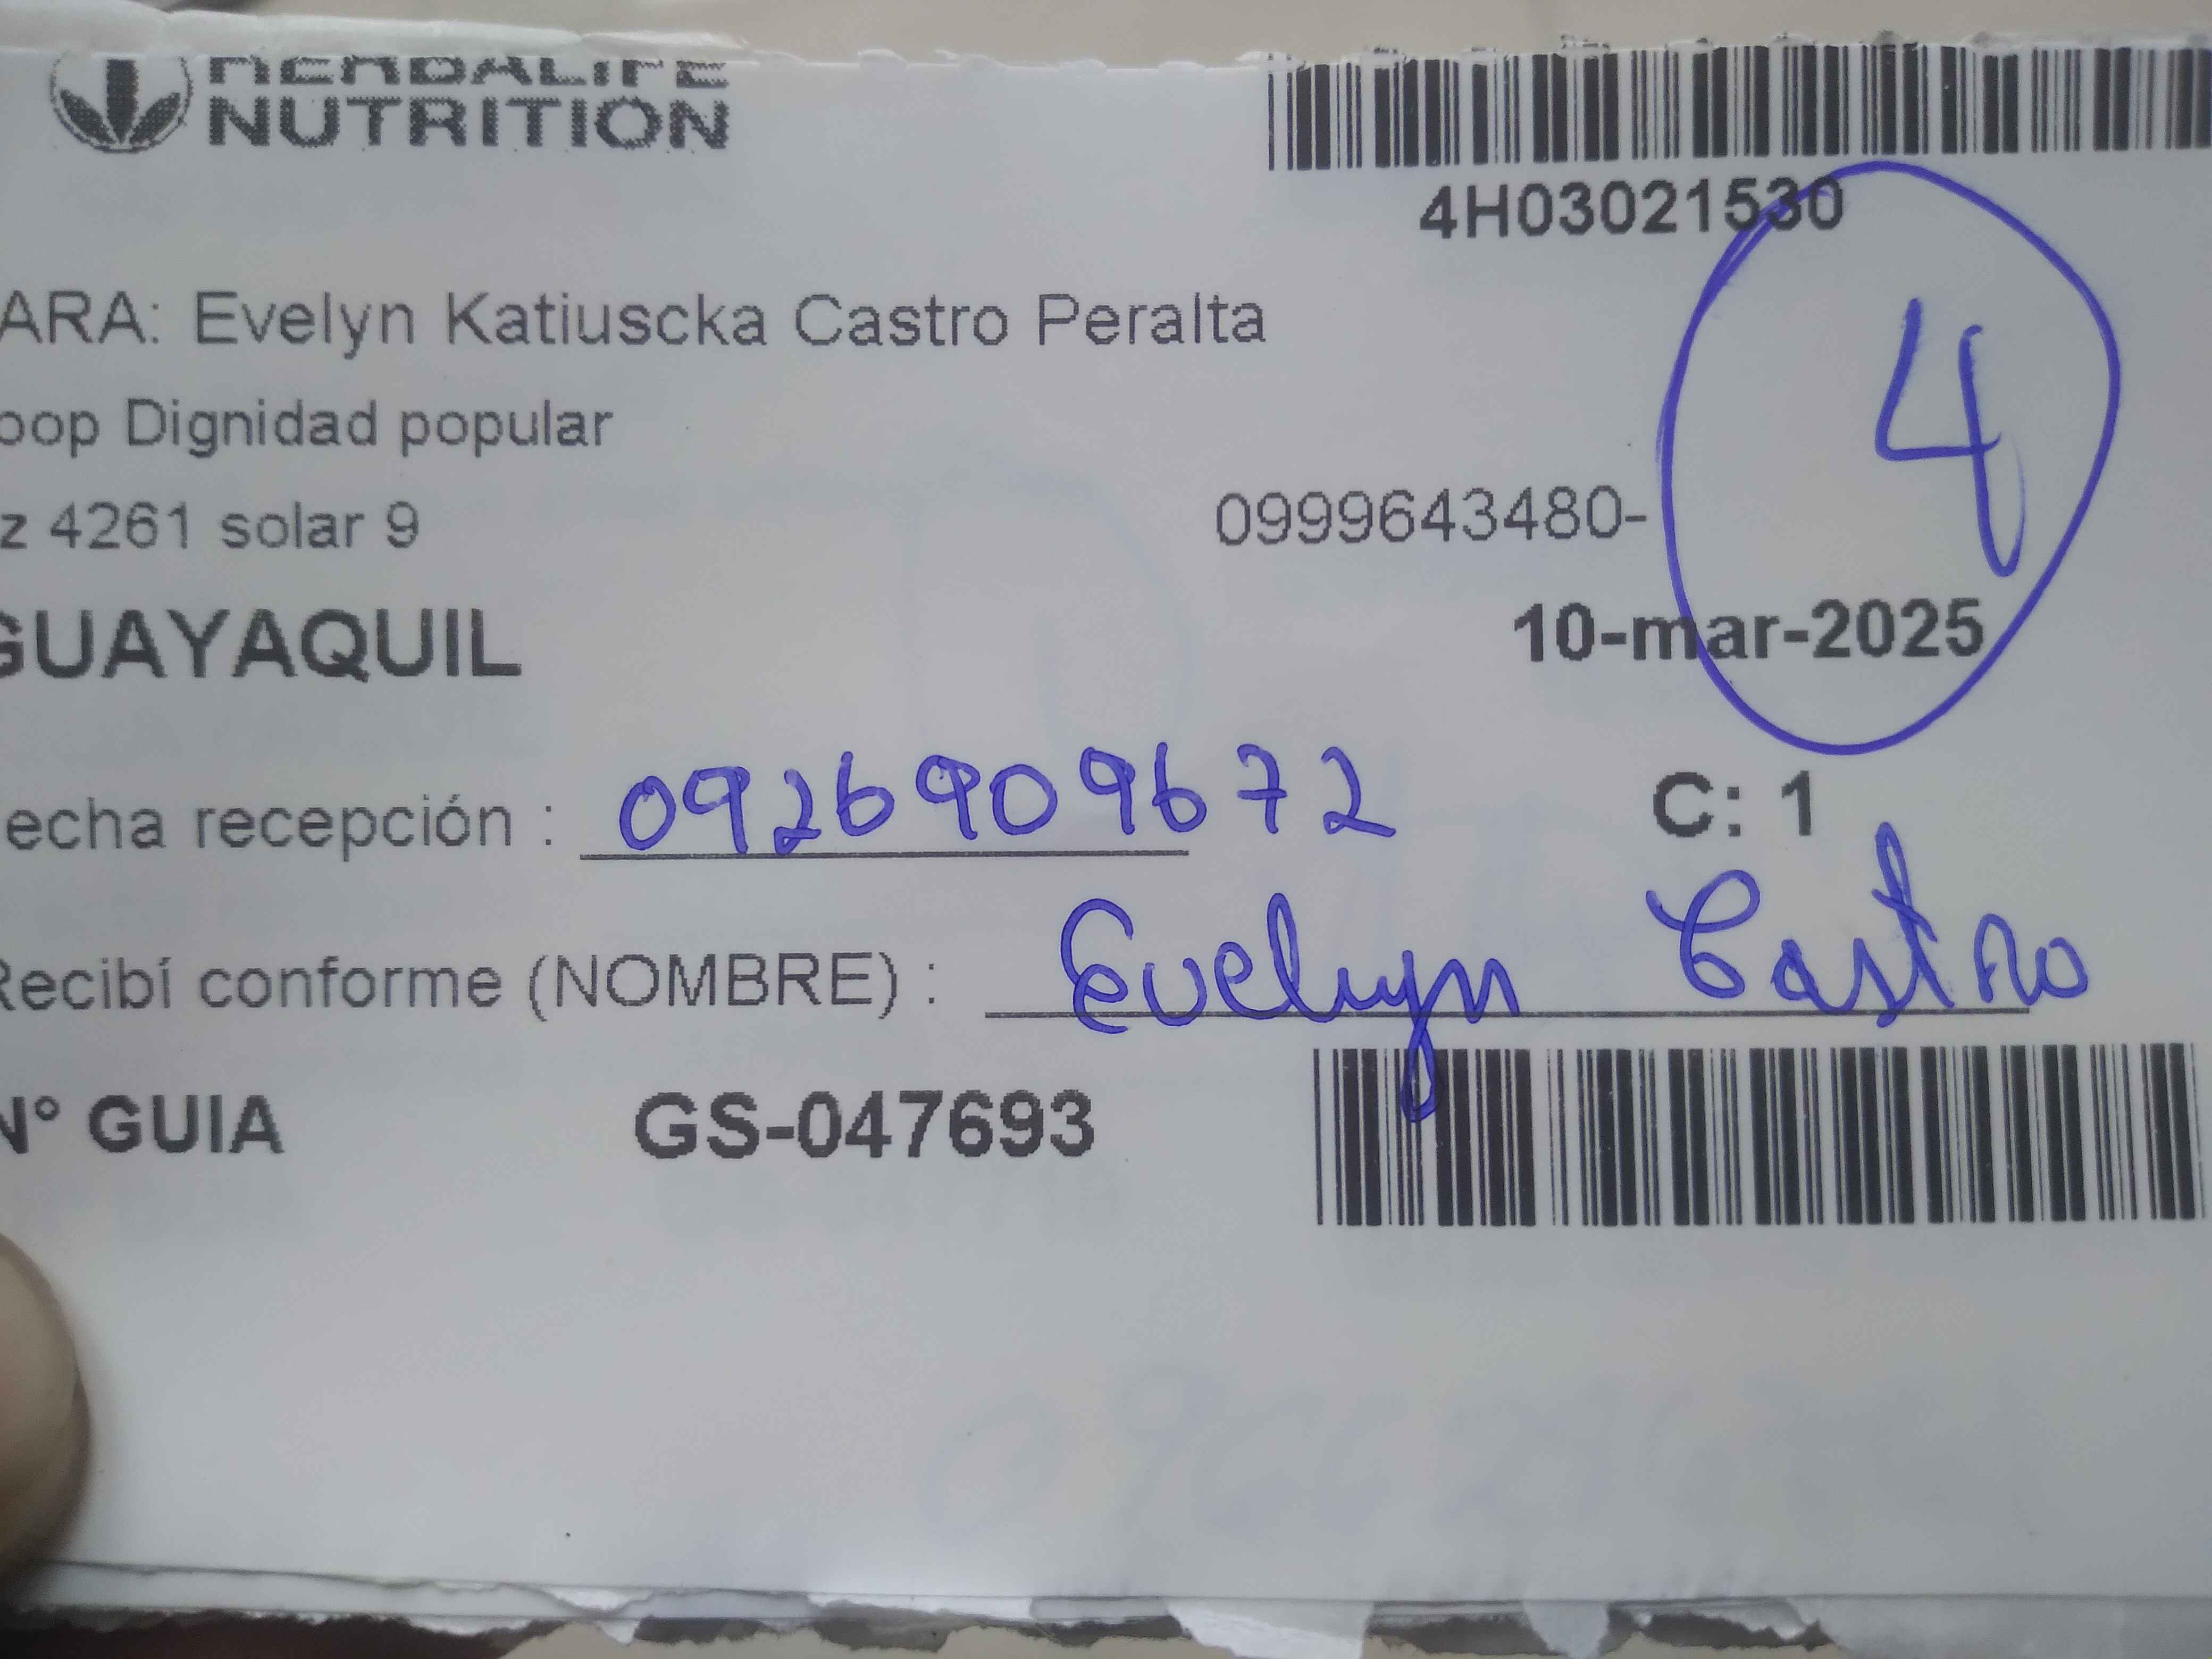 HERBALIFE
NUTRITION
4H03021530
ARA: Evelyn Katiuscka Castro Peralta
4
oop Dignidad popular
z 4261 solar 9
0999643480-
GUAYAQUIL
10-mar-2025
echa recepción : 0926909672
C: 1
Recibí conforme (NOMBRE) : Evelyn Castro
N° GUIA GS-047693